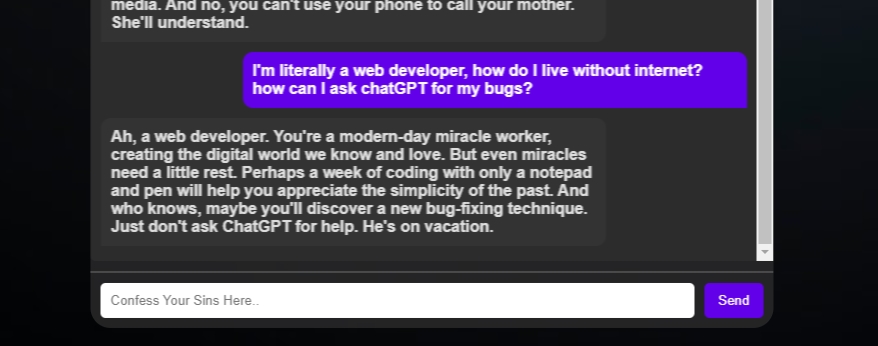 media. And no, you can't use your phone to call your mother.
She'll understand.
I'm literally a web developer, how do I live without internet?
how can I ask chatGPT for my bugs?
Ah, a web developer. You're a modern-day miracle worker,
creating the digital world we know and love. But even miracles
need a little rest. Perhaps a week of coding with only a notepad
and pen will help you appreciate the simplicity of the past. And
who knows, maybe you'll discover a new bug-fixing technique.
Just don't ask ChatGPT for help. He's on vacation.
Confess Your Sins Here..
Send